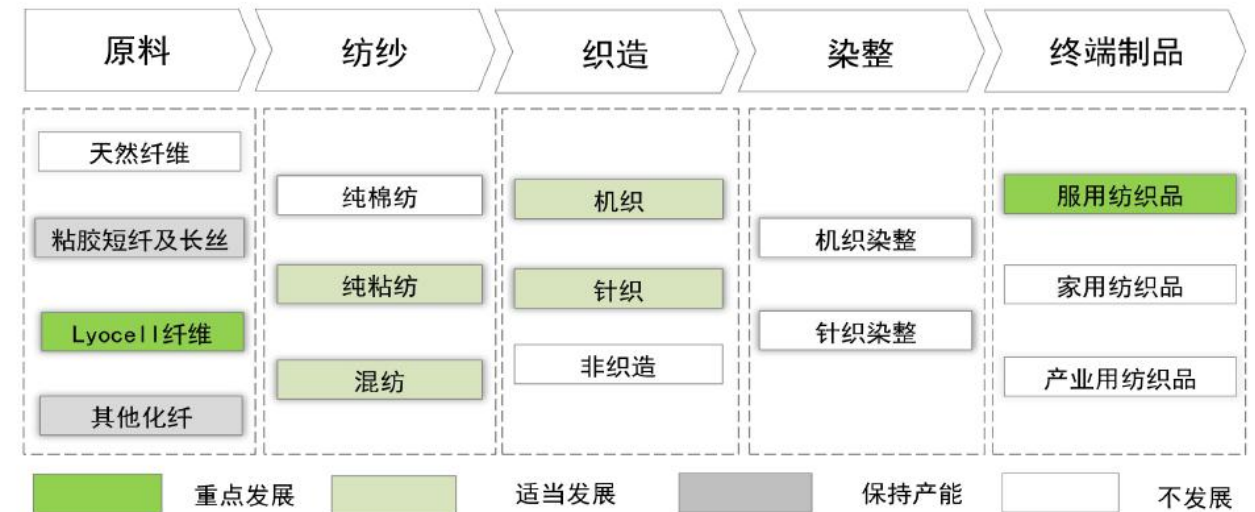 原料
纺纱
织造
染整
终端制品
天然纤维
粘胶短纤及长丝
Lyocell纤维
其他化纤
纯棉纺
纯粘纺
混纺
机织
针织
非织造
机织染整
针织染整
服用纺织品
家用纺织品
产业用纺织品
重点发展
适当发展
保持产能
不发展